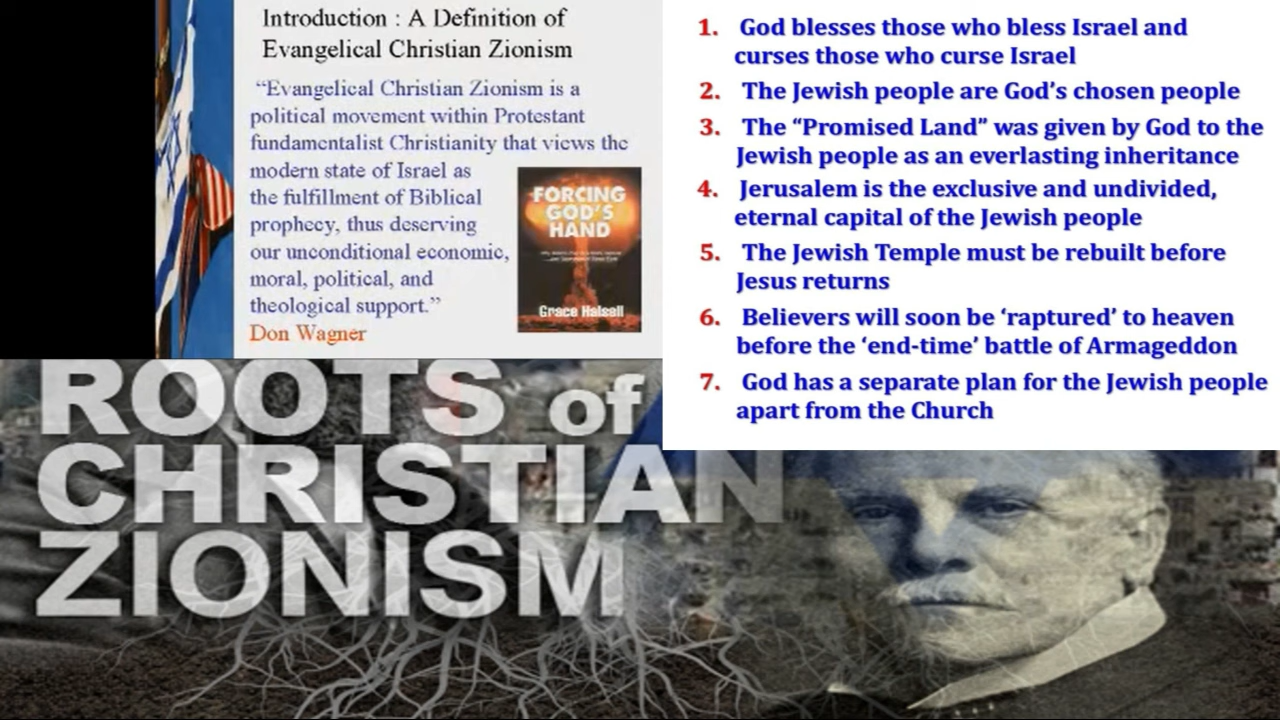 Introduction : A Definition of
Evangelical Christian Zionism
“Evangelical Christian Zionism is a
political movement within Protestant
fundamentalist Christianity that views the
modern state of Israel as
the fulfillment of Biblical
prophecy, thus deserving
our unconditional economic,
moral, political, and
theological support.”
Don Wagner
FORCING
GOD'S
HAND
Grace Halsell
1. God blesses those who bless Israel and
curses those who curse Israel
2. The Jewish people are God’s chosen people
3. The “Promised Land” was given by God to the
Jewish people as an everlasting inheritance
4. Jerusalem is the exclusive and undivided,
eternal capital of the Jewish people
5. The Jewish Temple must be rebuilt before
Jesus returns
6. Believers will soon be ‘raptured’ to heaven
before the ‘end-time’ battle of Armageddon
7. God has a separate plan for the Jewish people
apart from the Church
ROOTS of
CHRISTIAN
ZIONISM